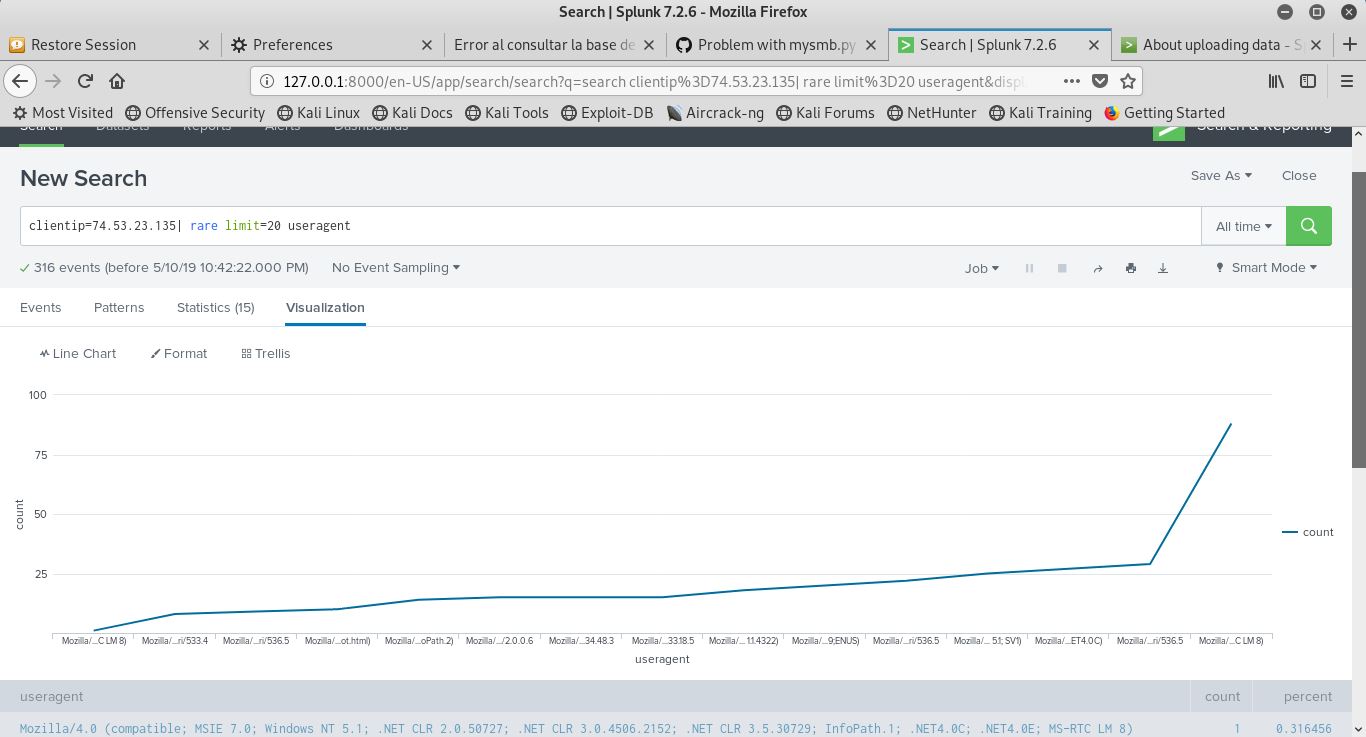 Search | Splunk 7.2.6 - Mozilla Firefox
Restore Session
Preferences
Error al consultar la base de
Problem with mysmb.py
Search | Splunk 7.2.6
About uploading data - S
127.0.0.1:8000/en-US/app/search/search?q=search clientip%3D74.53.23.135| rare limit%3D20 useragent&displ
Most Visited
Offensive Security
Kali Linux
Kali Docs
Kali Tools
Exploit-DB
Aircrack-ng
Kali Forums
NetHunter
Kali Training
Getting Started
Search
Datasets
Reports
Alerts
Dashboards
Search & Reporting
New Search
Save As
Close
clientip=74.53.23.135| rare limit=20 useragent
All time
316 events (before 5/10/19 10:42:22.000 PM)
No Event Sampling
Job
Smart Mode
Events
Patterns
Statistics (15)
Visualization
Line Chart
Format
Trellis
100
75
50
25
count
count
Mozilla/...C LM 8)
Mozilla/...ri/533.4
Mozilla/...ri/536.5
Mozilla/...ot.html)
Mozilla/...oPath.2)
Mozilla/.../2.0.0.6
Mozilla/...34.48.3
Mozilla/...33.18.5
Mozilla/... 1.1.4322)
Mozilla/...9;ENUS)
Mozilla/...ri/536.5
Mozilla/... 5.1; SV1)
Mozilla/...ET4.0C)
Mozilla/...ri/536.5
Mozilla/...C LM 8)
useragent
useragent
count
percent
Mozilla/4.0 (compatible; MSIE 7.0; Windows NT 5.1; .NET CLR 2.0.50727; .NET CLR 3.0.4506.2152; .NET CLR 3.5.30729; InfoPath.1; .NET4.0C; .NET4.0E; MS-RTC LM 8)
1
0.316456